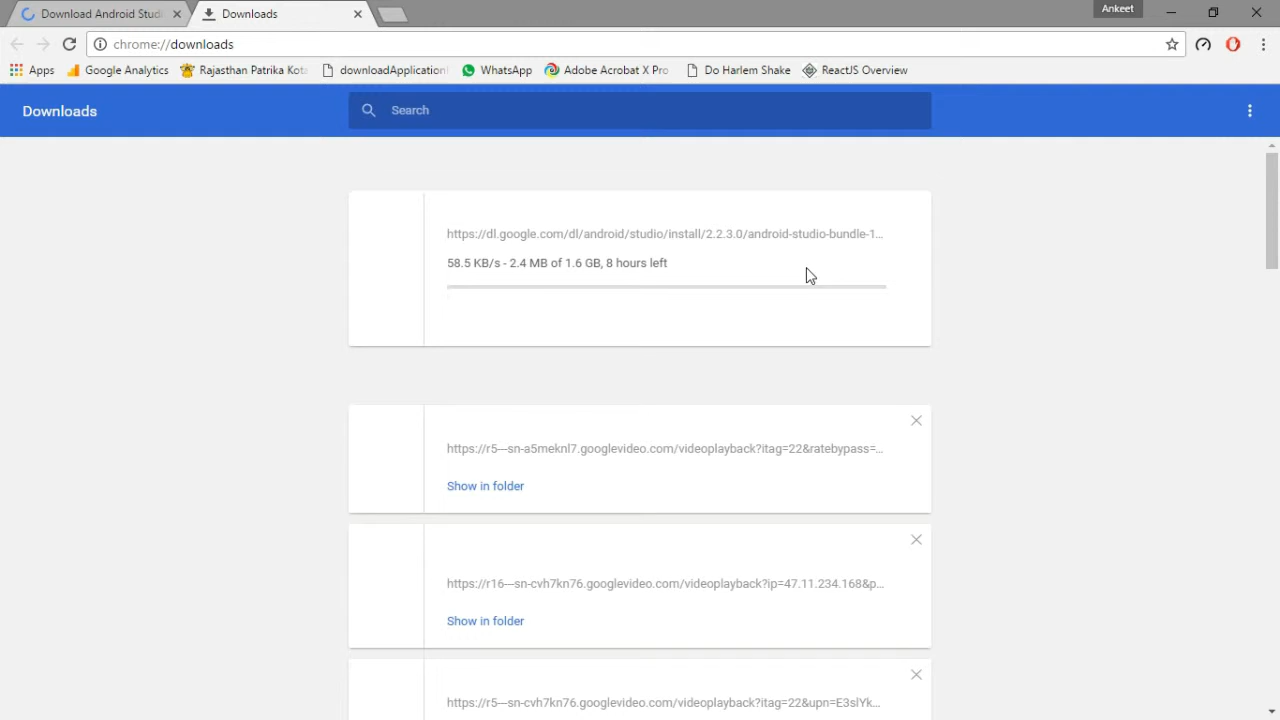 Download Android Studi
Downloads
Ankeet
chrome://downloads
Apps
Google Analytics
Rajasthan Patrika Kota
downloadApplication
WhatsApp
Adobe Acrobat X Pro
Do Harlem Shake
ReactJS Overview
Downloads
Search
https://dl.google.com/dl/android/studio/install/2.2.3.0/android-studio-bundle-1...
58.5 KB/s - 2.4 MB of 1.6 GB, 8 hours left
https://r5---sn-a5meknl7.googlevideo.com/videoplayback?itag=22&ratebypass=...
Show in folder
https://r16---sn-cvh7kn76.googlevideo.com/videoplayback?ip=47.11.234.168&p...
Show in folder
https://r5---sn-cvh7kn76.googlevideo.com/videoplayback?itag=22&upn=E3slYk...